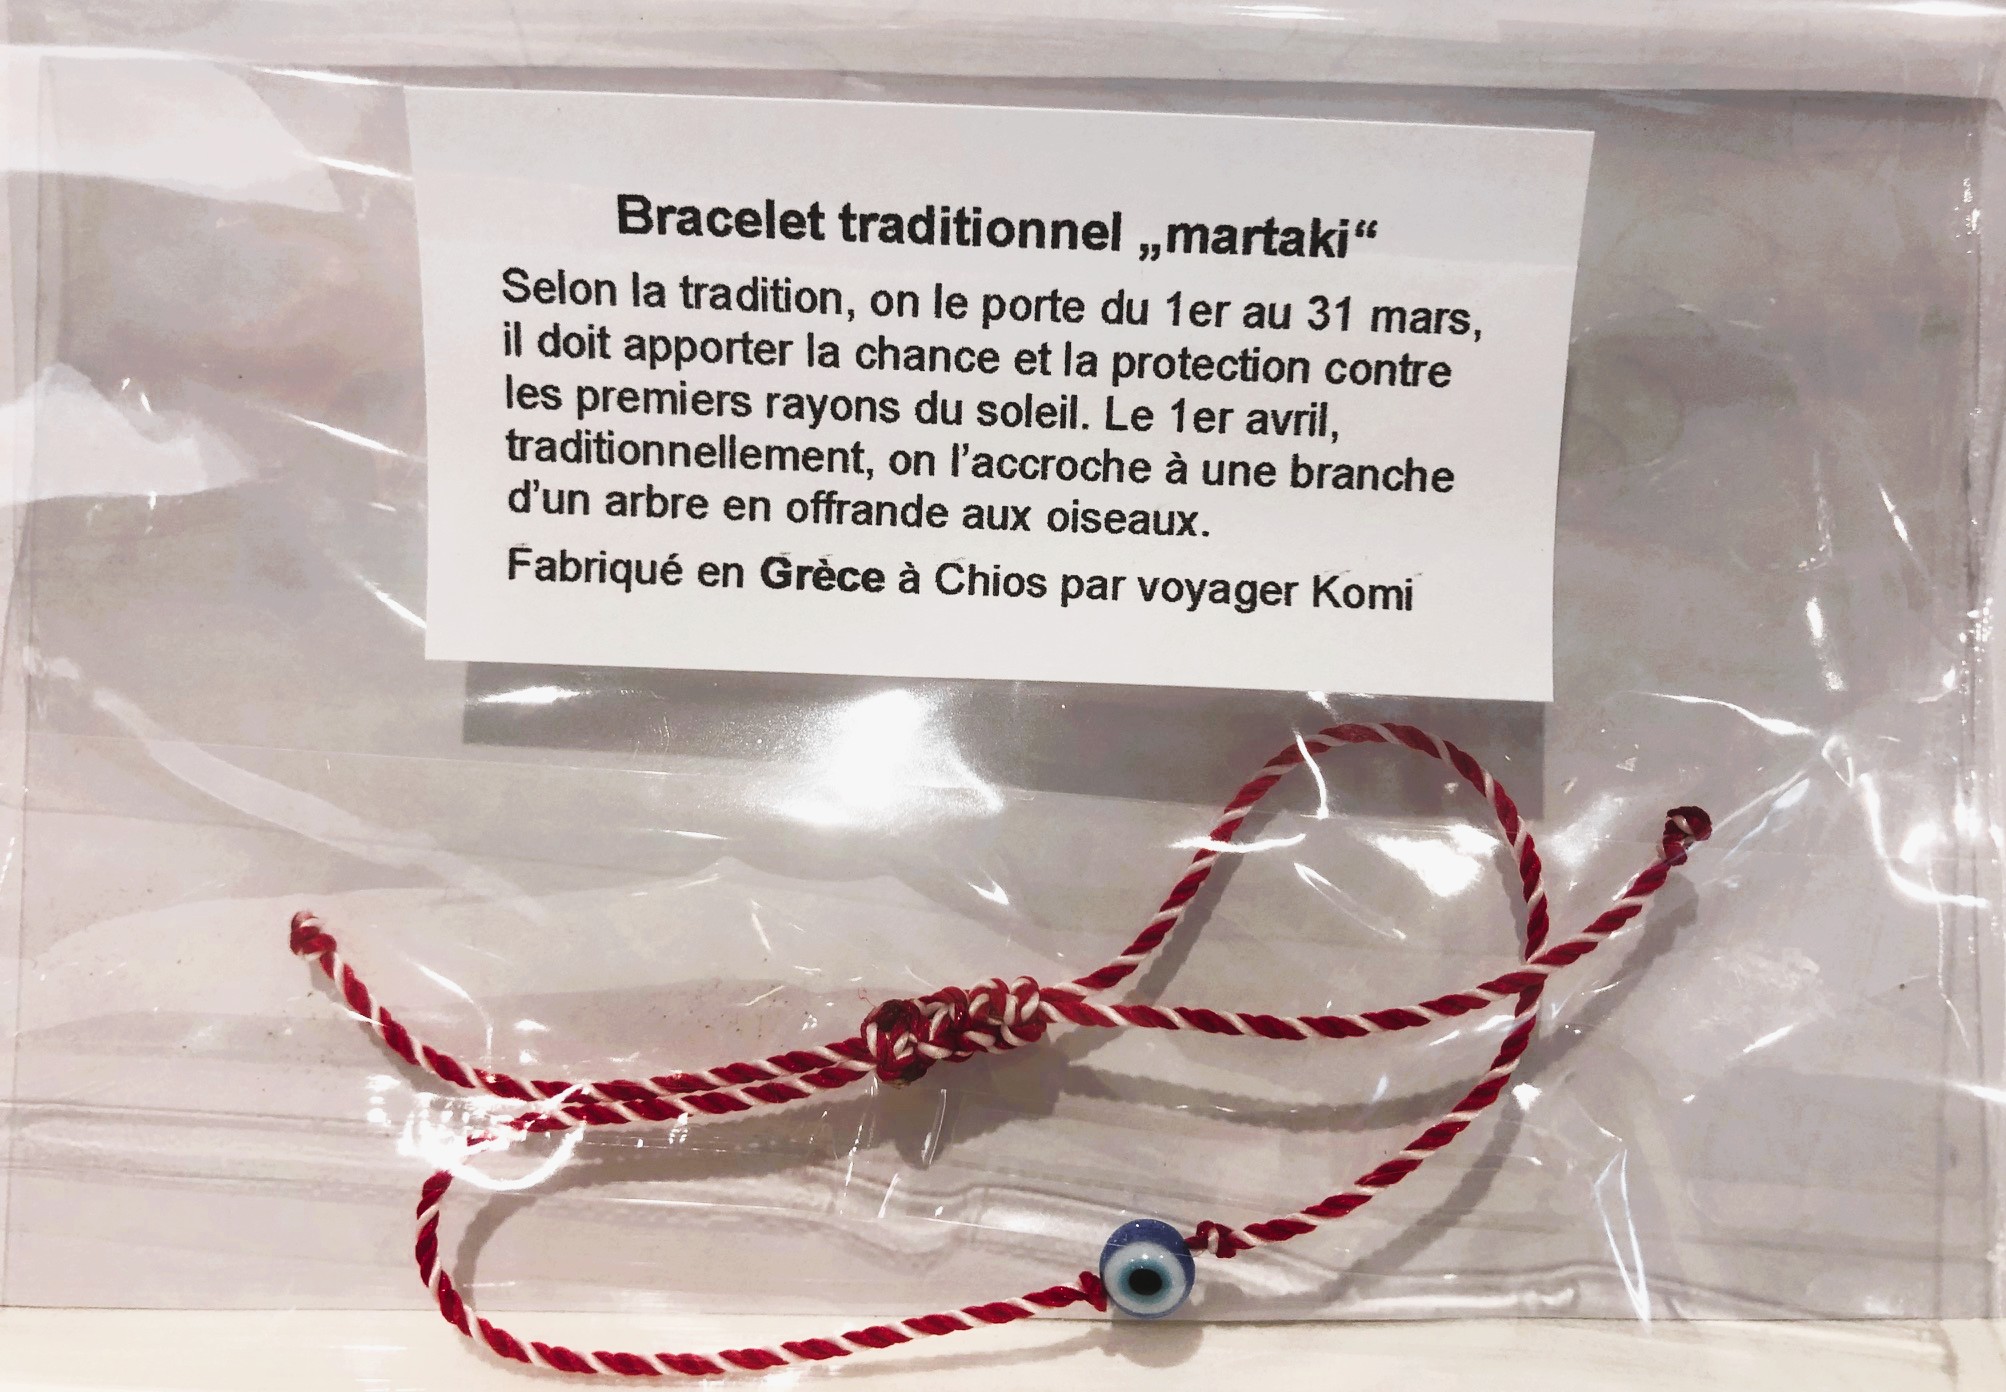 Bracelet traditionnel „martaki“
Selon la tradition, on le porte du 1er au 31 mars,
il doit apporter la chance et la protection contre
les premiers rayons du soleil. Le 1er avril,
traditionnellement, on l’accroche à une branche
d’un arbre en offrande aux oiseaux.
Fabriqué en Grèce à Chios par voyager Komi